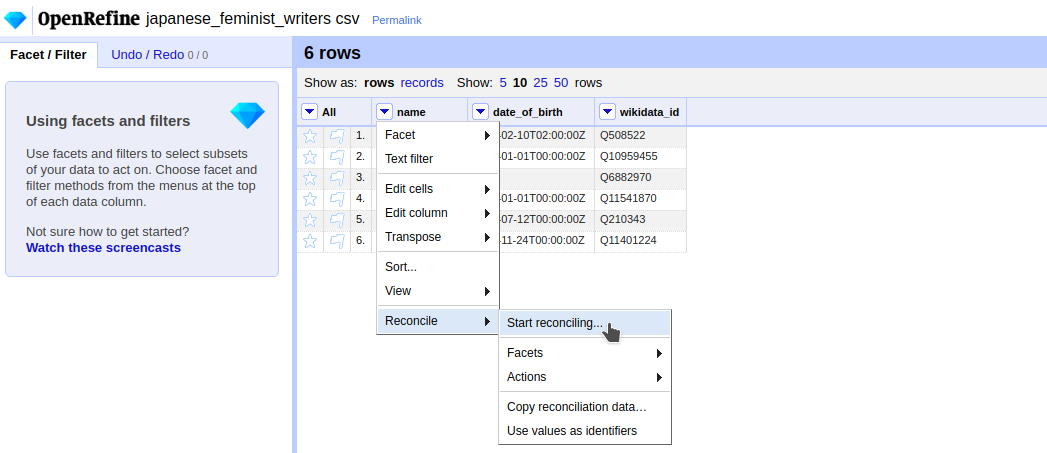 OpenRefine japanese_feminist_writers csv Permalink
Facet / Filter Undo / Redo 0 / 0
6 rows
Show as: rows records Show: 5 10 25 50 rows
All name date_of_birth wikidata_id
Using facets and filters
Use facets and filters to select subsets
of your data to act on. Choose facet and
filter methods from the menus at the top
of each data column.
Not sure how to get started?
Watch these screencasts
1. -02-10T02:00:00Z Q508522
2. -01-01T00:00:00Z Q10959455
3. Q6882970
4. -01-01T00:00:00Z Q11541870
5. -07-12T00:00:00Z Q210343
6. -11-24T00:00:00Z Q11401224
Facet
Text filter
Edit cells
Edit column
Transpose
Sort...
View
Reconcile
Start reconciling...
Facets
Actions
Copy reconciliation data...
Use values as identifiers